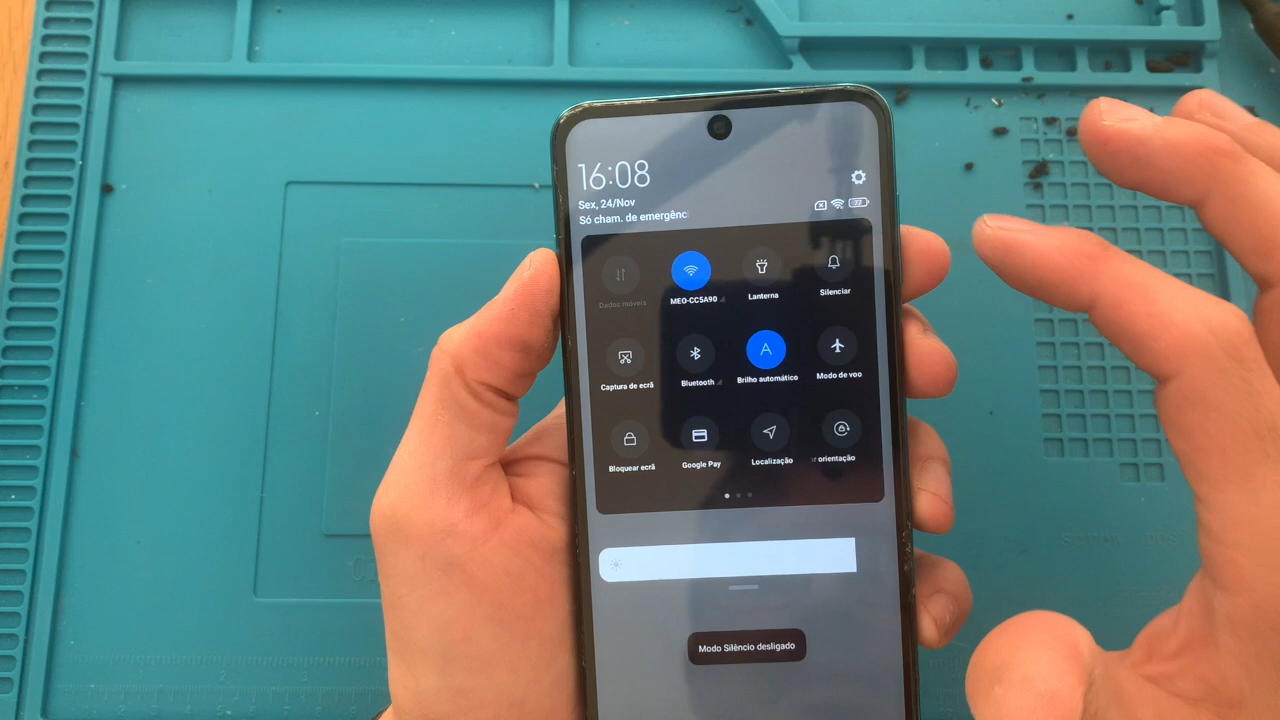 16:08
Sex, 24/Nov
Só cham. de emergênc
22
Dados móveis
MEO-CC5A90
Lanterna
Silenciar
Captura de ecrã
Bluetooth
A
Brilho automático
Modo de voo
Bloquear ecrã
Google Pay
Localização
orientação
Modo Silêncio desligado